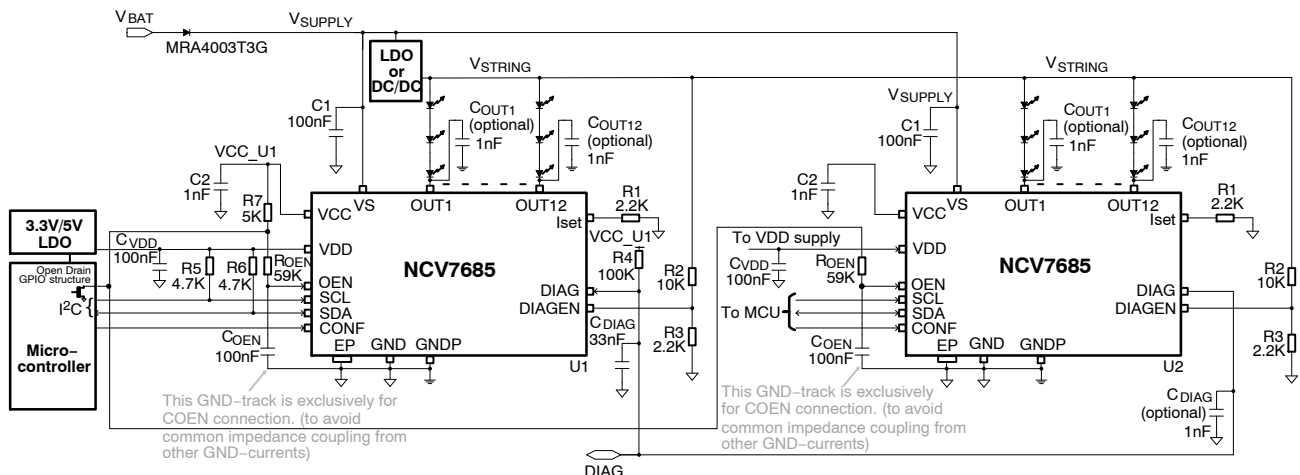 VBAT
MRA4003T3G
VSUPPLY
LDO
or
DC/DC
VSTRING
VSTRING
VSUPPLY
C1
100nF
COUT1
(optional)
1nF
COUT12
(optional)
1nF
C1
100nF
COUT1
(optional)
1nF
COUT12
(optional)
1nF
VCC_U1
C2
1nF
R7
5K
VCC
VS
OUT1
OUT12
Iset
R1
2.2K
VCC_U1
R4
100K
3.3V/5V
LDO
CVDD
100nF
R5
4.7K
R6
4.7K
ROEN
59K
VDD
OEN
SCL
SDA
CONF
NCV7685
DIAG
DIAGEN
EP
GND
GNDP
U1
R2
10K
R3
2.2K
CDIAG
33nF
Open Drain
GPIO structure
I2C {
Micro-
controller
COEN
100nF
This GND-track is exclusively for
COEN connection. (to avoid
common impedance coupling from
other GND-currents)
DIAG
C2
1nF
To VDD supply
CVDD
100nF
ROEN
59K
To MCU
COEN
100nF
VCC
VS
OUT1
OUT12
Iset
VDD
OEN
SCL
SDA
CONF
NCV7685
DIAG
DIAGEN
EP
GND
GNDP
U2
R1
2.2K
R2
10K
R3
2.2K
This GND-track is exclusively
for COEN connection. (to avoid
common impedance coupling from
other GND-currents)
CDIAG
(optional)
1nF